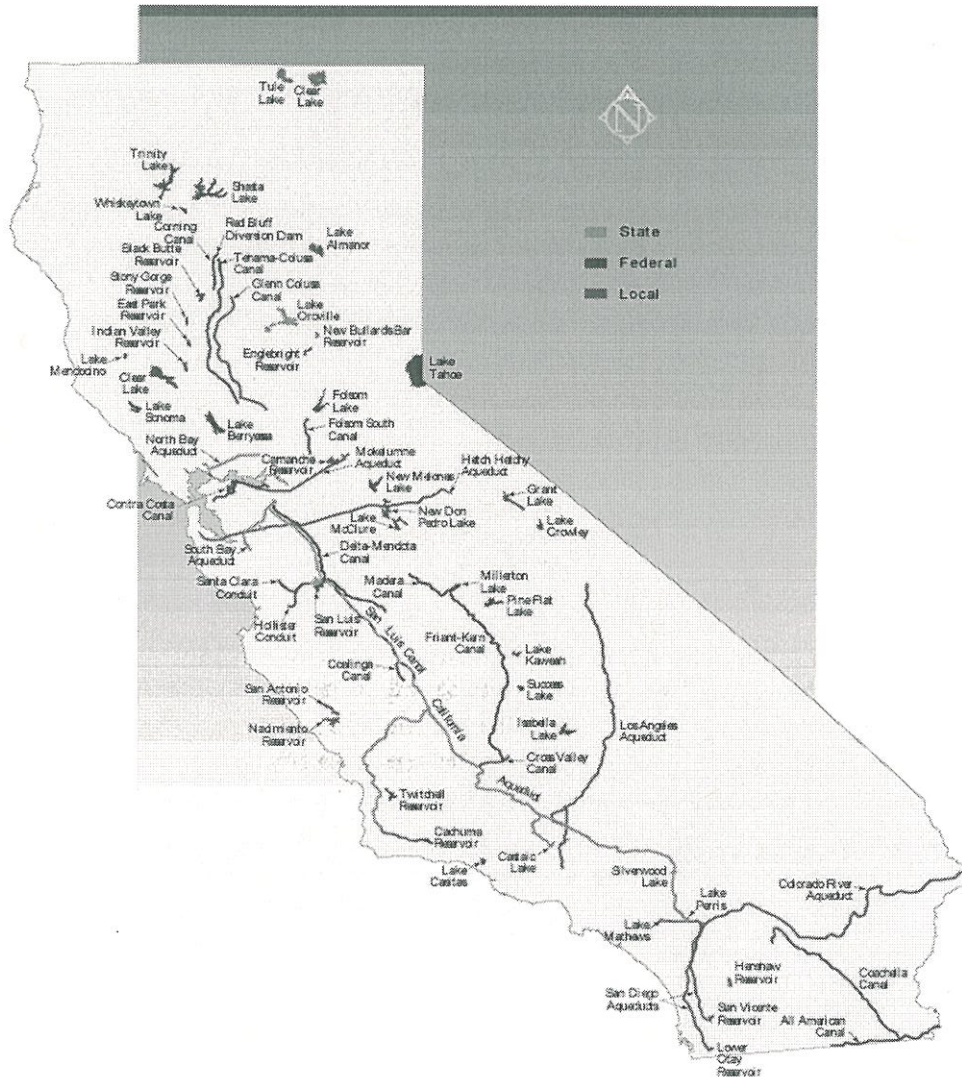 Tule
Lake
Clear
Lake
N
Trinity
Lake
Shasta
Lake
Whiskeytown
Lake
Corning
Canal
Red Bluff
Diversion Dam
Lake
Almanor
State
Federal
Local
Black Butte
Reservoir
Tehama-Colusa
Canal
Stony Gorge
Reservoir
Glenn Colusa
Canal
East Park
Reservoir
Lake
Oroville
Indian Valley
Reservoir
New Bullards Bar
Reservoir
Englebright
Reservoir
Lake
Mendocino
Clear
Lake
Lake
Tahoe
Lake
Sonoma
Folsom
Lake
Lake
Berryessa
Folsom South
Canal
North Bay
Aqueduct
Camanche
Reservoir
Mokelumne
Aqueduct
Hetch Hetchy
Aqueduct
New Melones
Lake
Grant
Lake
Contra Costa
Canal
New Don
Pedro Lake
Lake
McClure
Lake
Crowley
South Bay
Aqueduct
Delta-Mendota
Canal
Santa Clara
Conduit
Madera
Canal
Millerton
Lake
Pine Flat
Lake
Hollister
Conduit
San Luis
Reservoir
San Luis Canal
Friant-Kern
Canal
Lake
Kaweah
Coalinga
Canal
Success
Lake
San Antonio
Reservoir
Nacimiento
Reservoir
California
Isabella
Lake
Los Angeles
Aqueduct
Cross Valley
Canal
Aqueduct
Twitchell
Reservoir
Cachuma
Reservoir
Lake
Casitas
Castaic
Lake
Silverwood
Lake
Lake
Perris
Colorado River
Aqueduct
Lake
Mathews
Henshaw
Reservoir
Coachella
Canal
San Diego
Aqueducts
San Vicente
Reservoir
All American
Canal
Lower
Otay
Reservoir